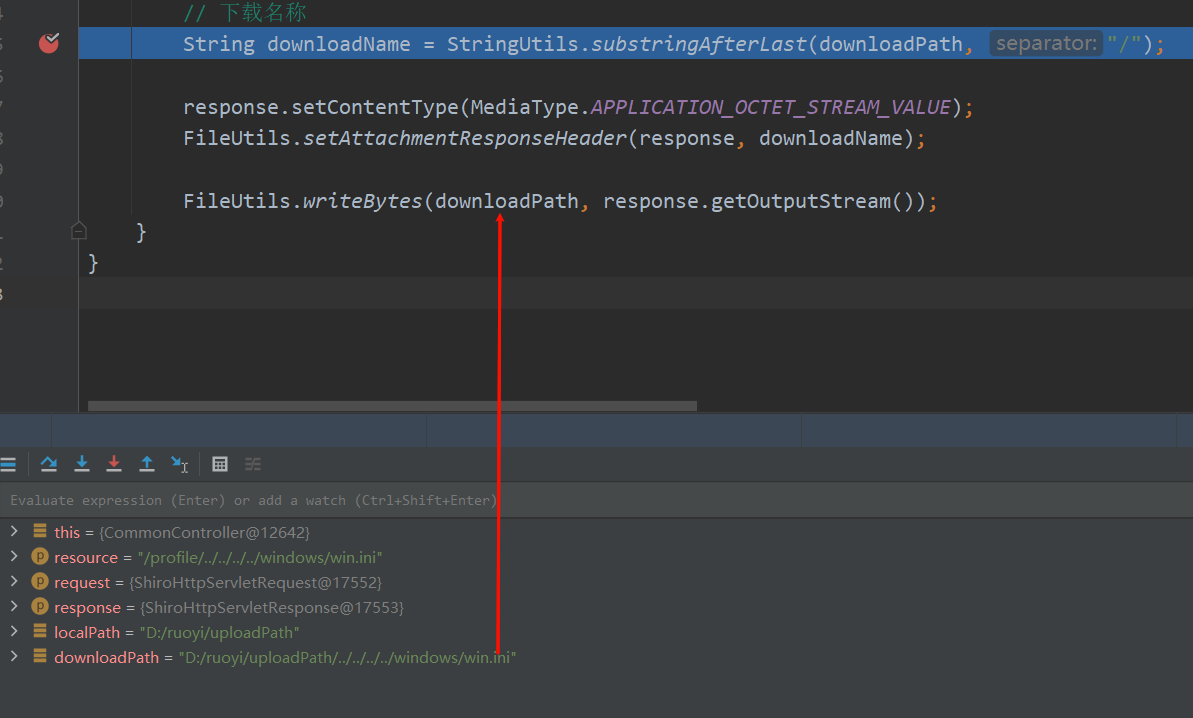 // 下载名称
String downloadName = StringUtils.substringAfterLast(downloadPath, separator: "/");
response.setContentType(MediaType.APPLICATION_OCTET_STREAM_VALUE);
FileUtils.setAttachmentResponseHeader(response, downloadName);
FileUtils.writeBytes(downloadPath, response.getOutputStream());
}
}
Evaluate expression (Enter) or add a watch (Ctrl+Shift+Enter)
this = {CommonController@12642}
p resource = "/profile/../../../../windows/win.ini"
p request = {ShiroHttpServletRequest@17552}
p response = {ShiroHttpServletResponse@17553}
localPath = "D:/ruoyi/uploadPath"
downloadPath = "D:/ruoyi/uploadPath/../../../../windows/win.ini"